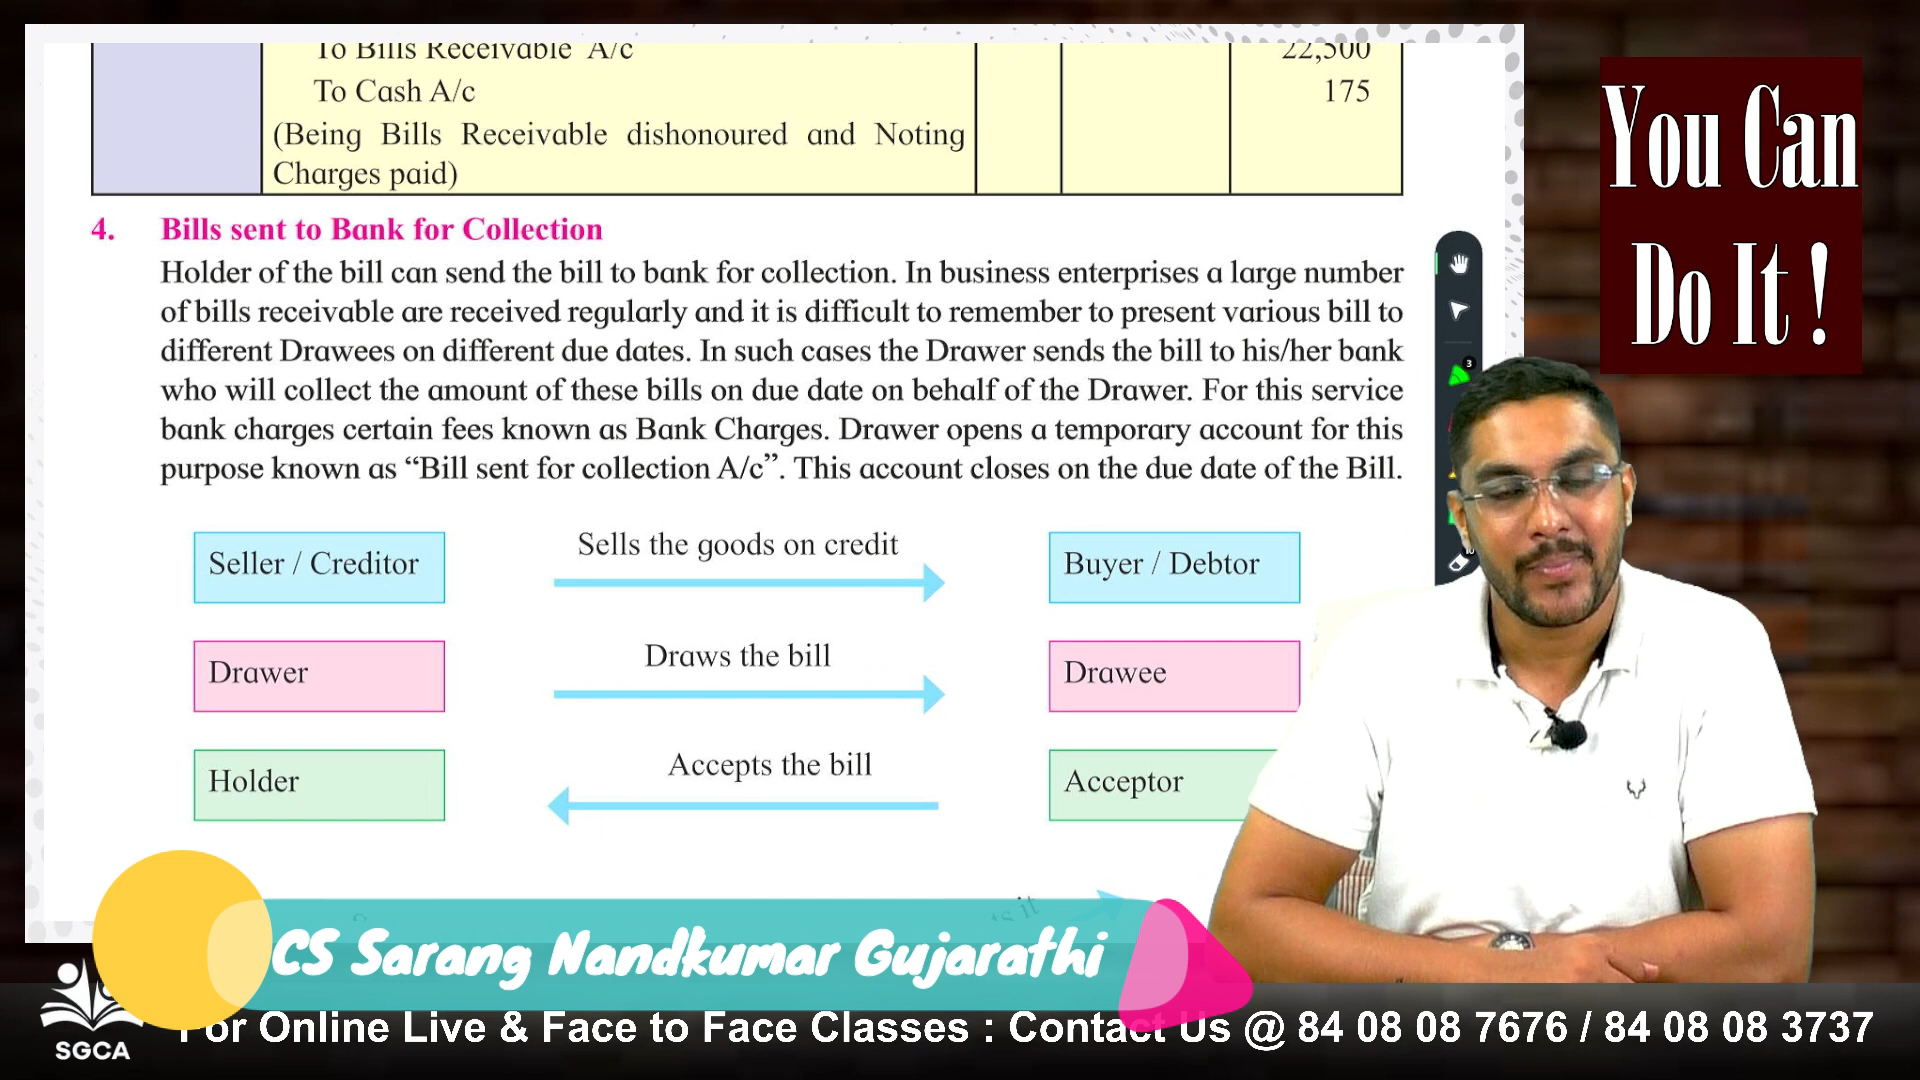 To Bills Receivable A/c 22,500
To Cash A/c 175
(Being Bills Receivable dishonoured and Noting
Charges paid)
4. Bills sent to Bank for Collection
Holder of the bill can send the bill to bank for collection. In business enterprises a large number
of bills receivable are received regularly and it is difficult to remember to present various bill to
different Drawees on different due dates. In such cases the Drawer sends the bill to his/her bank
who will collect the amount of these bills on due date on behalf of the Drawer. For this service
bank charges certain fees known as Bank Charges. Drawer opens a temporary account for this
purpose known as “Bill sent for collection A/c”. This account closes on the due date of the Bill.
Seller / Creditor
Sells the goods on credit
Buyer / Debtor
Drawer
Draws the bill
Drawee
Holder
Accepts the bill
Acceptor
You Can
Do It !
3
CS Sarang Nandkumar Gujarathi
SGCA
For Online Live & Face to Face Classes : Contact Us @ 84 08 08 7676 / 84 08 08 3737